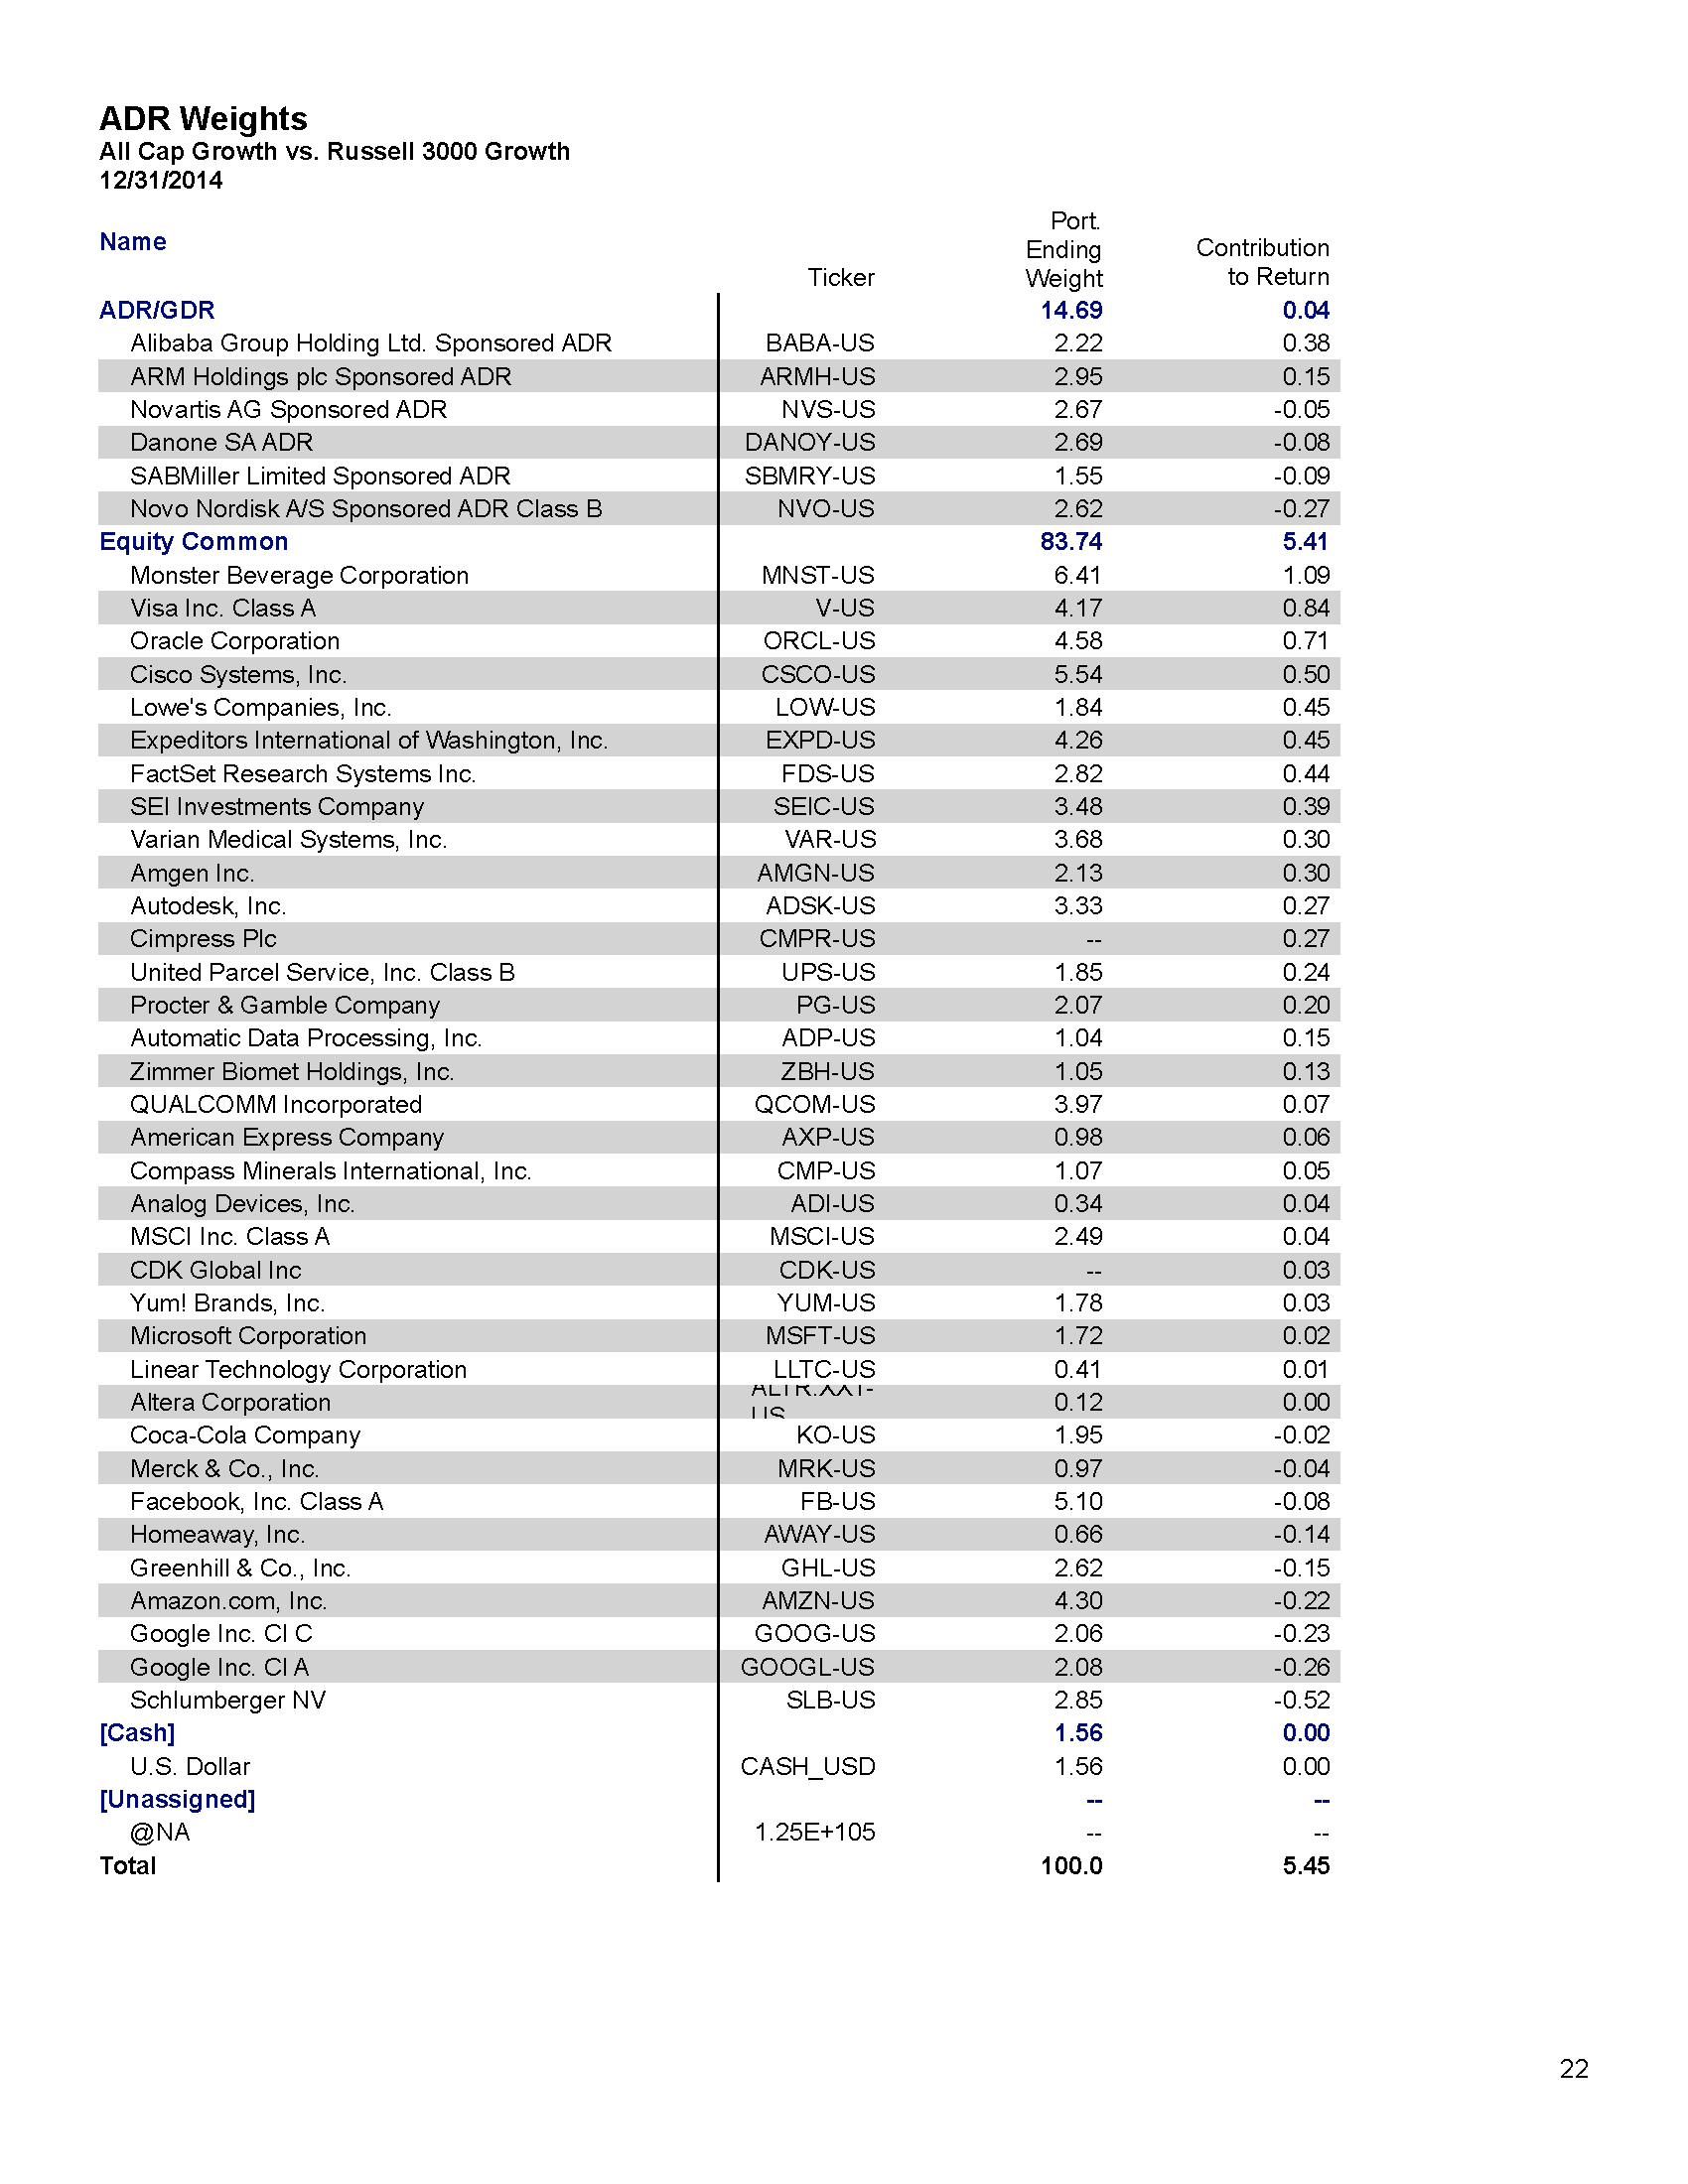 ADR Weights
All Cap Growth vs. Russell 3000 Growth
12/31/2014
Name Ticker Port. Ending Weight Contribution to Return
ADR/GDR 14.69 0.04
Alibaba Group Holding Ltd. Sponsored ADR BABA-US 2.22 0.38
ARM Holdings plc Sponsored ADR ARMH-US 2.95 0.15
Novartis AG Sponsored ADR NVS-US 2.67 -0.05
Danone SA ADR DANOY-US 2.69 -0.08
SABMiller Limited Sponsored ADR SBMRY-US 1.55 -0.09
Novo Nordisk A/S Sponsored ADR Class B NVO-US 2.62 -0.27
Equity Common 83.74 5.41
Monster Beverage Corporation MNST-US 6.41 1.09
Visa Inc. Class A V-US 4.17 0.84
Oracle Corporation ORCL-US 4.58 0.71
Cisco Systems, Inc. CSCO-US 5.54 0.50
Lowe's Companies, Inc. LOW-US 1.84 0.45
Expeditors International of Washington, Inc. EXPD-US 4.26 0.45
FactSet Research Systems Inc. FDS-US 2.82 0.44
SEI Investments Company SEIC-US 3.48 0.39
Varian Medical Systems, Inc. VAR-US 3.68 0.30
Amgen Inc. AMGN-US 2.13 0.30
Autodesk, Inc. ADSK-US 3.33 0.27
Cimpress Plc CMPR-US -- 0.27
United Parcel Service, Inc. Class B UPS-US 1.85 0.24
Procter & Gamble Company PG-US 2.07 0.20
Automatic Data Processing, Inc. ADP-US 1.04 0.15
Zimmer Biomet Holdings, Inc. ZBH-US 1.05 0.13
QUALCOMM Incorporated QCOM-US 3.97 0.07
American Express Company AXP-US 0.98 0.06
Compass Minerals International, Inc. CMP-US 1.07 0.05
Analog Devices, Inc. ADI-US 0.34 0.04
MSCI Inc. Class A MSCI-US 2.49 0.04
CDK Global Inc CDK-US -- 0.03
Yum! Brands, Inc. YUM-US 1.78 0.03
Microsoft Corporation MSFT-US 1.72 0.02
Linear Technology Corporation LLTC-US 0.41 0.01
Altera Corporation 0.12 0.00
Coca-Cola Company KO-US 1.95 -0.02
Merck & Co., Inc. MRK-US 0.97 -0.04
Facebook, Inc. Class A FB-US 5.10 -0.08
Homeaway, Inc. AWAY-US 0.66 -0.14
Greenhill & Co., Inc. GHL-US 2.62 -0.15
Amazon.com, Inc. AMZN-US 4.30 -0.22
Google Inc. Cl C GOOG-US 2.06 -0.23
Google Inc. Cl A GOOGL-US 2.08 -0.26
Schlumberger NV SLB-US 2.85 -0.52
[Cash] 1.56 0.00
U.S. Dollar CASH_USD 1.56 0.00
[Unassigned] -- --
@NA 1.25E+105 -- --
Total 100.0 5.45
22